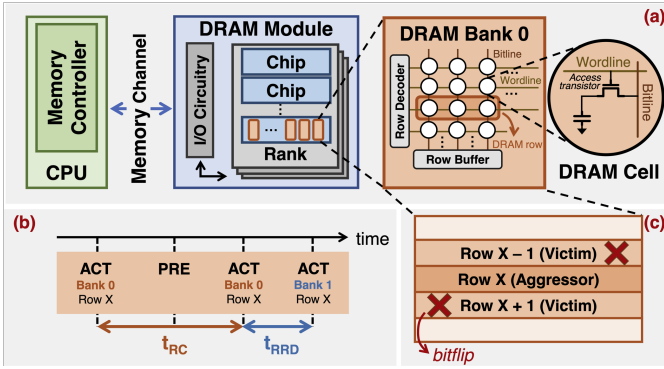 (a)
Memory Controller
CPU
Memory Channel
DRAM Module
I/O Circuitry
Chip
Chip
...
...
Rank
DRAM Bank 0
Bitline
Wordline
...
...
Row Decoder
DRAM row
Row Buffer
Wordline
Access
transistor
Bitline
DRAM Cell
(b)
time
ACT
Bank 0
Row X
PRE
ACT
Bank 0
Row X
ACT
Bank 1
Row X
tRC
tRRD
(c)
Row X − 1 (Victim)
Row X (Aggressor)
Row X + 1 (Victim)
bitflip